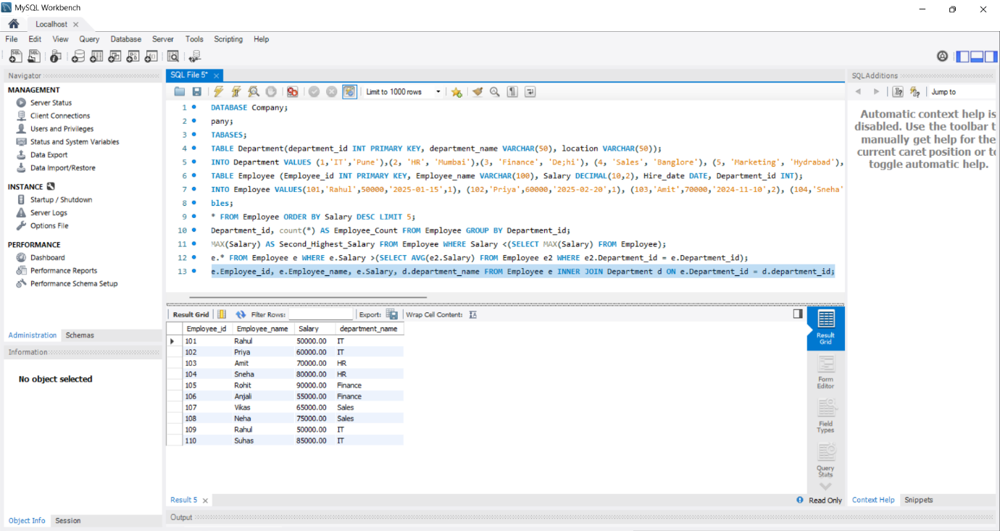 MySQL Workbench
Localhost
File Edit View Query Database Server Tools Scripting Help
Navigator
MANAGEMENT
Server Status
Client Connections
Users and Privileges
Status and System Variables
Data Export
Data Import/Restore
INSTANCE
Startup / Shutdown
Server Logs
Options File
PERFORMANCE
Dashboard
Performance Reports
Performance Schema Setup
Administration Schemas
Information
No object selected
Object Info Session
SQL File 5*
Limit to 1000 rows
1 DATABASE Company;
2 pany;
3 TABASES;
4 TABLE Department(department_id INT PRIMARY KEY, department_name VARCHAR(50), location VARCHAR(50));
5 INTO Department VALUES (1,'IT','Pune'),(2, 'HR', 'Mumbai'),(3, 'Finance', 'De;hi'), (4, 'Sales', 'Banglore'), (5, 'Marketing', 'Hydrabad'),
6 TABLE Employee (Employee_id INT PRIMARY KEY, Employee_name VARCHAR(100), Salary DECIMAL(10,2), Hire_date DATE, Department_id INT);
7 INTO Employee VALUES(101,'Rahul',50000,'2025-01-15',1), (102,'Priya',60000,'2025-02-20',1), (103,'Amit',70000,'2024-11-10',2), (104,'Sneha'
8 bles;
9 * FROM Employee ORDER BY Salary DESC LIMIT 5;
10 Department_id, count(*) AS Employee_Count FROM Employee GROUP BY Department_id;
11 MAX(Salary) AS Second_Highest_Salary FROM Employee WHERE Salary <(SELECT MAX(Salary) FROM Employee);
12 e.* FROM Employee e WHERE e.Salary >(SELECT AVG(e2.Salary) FROM Employee e2 WHERE e2.Department_id = e.Department_id);
13 e.Employee_id, e.Employee_name, e.Salary, d.department_name FROM Employee e INNER JOIN Department d ON e.Department_id = d.department_id;
Result Grid Filter Rows: Export: Wrap Cell Content:
Employee_id Employee_name Salary department_name
101 Rahul 50000.00 IT
102 Priya 60000.00 IT
103 Amit 70000.00 HR
104 Sneha 80000.00 HR
105 Rohit 90000.00 Finance
106 Anjali 55000.00 Finance
107 Vikas 65000.00 Sales
108 Neha 75000.00 Sales
109 Rahul 50000.00 IT
110 Suhas 85000.00 IT
Result
Grid
Form
Editor
Field
Types
Query
Stats
Result 5
Read Only
Output
SQLAdditions
Jump to
Automatic context help is
disabled. Use the toolbar t
manually get help for the
current caret position or to
toggle automatic help.
Context Help Snippets